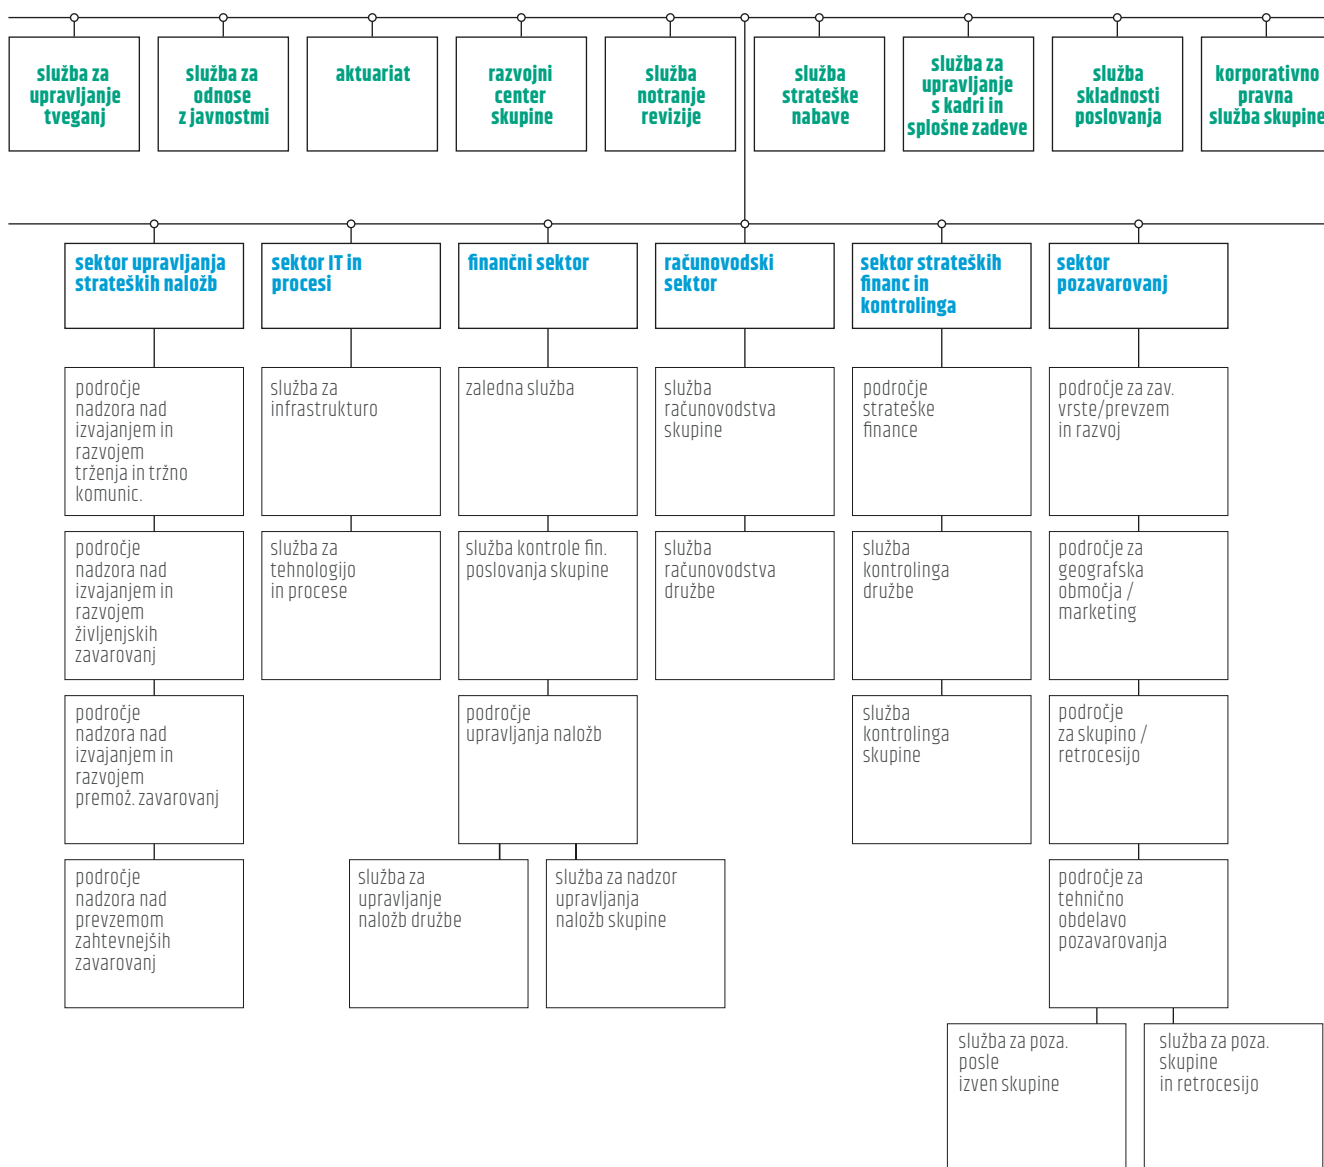 služba za
upravljanje
tveganj
služba za
odnose
z javnostmi
aktuariat
razvojni
center
skupine
služba
notranje
revizije
služba
strateške
nabave
služba za
upravljanje
s kadri in
splošne zadeve
služba
skladnosti
poslovanja
korporativno
pravna
služba skupine
sektor upravljanja
strateških naložb
sektor IT in
procesi
finančni sektor
računovodski
sektor
sektor strateških
financ in
kontrolinga
sektor
pozavarovanj
področje
nadzora nad
izvajanjem in
razvojem
trženja in tržno
komunic.
služba za
infrastrukturo
zaledna služba
služba
računovodstva
skupine
področje
strateške
finance
področje za zav.
vrste/prevzem
in razvoj
področje
nadzora nad
izvajanjem in
razvojem
življenjskih
zavarovanj
služba za
tehnologijo
in procese
služba kontrole fin.
poslovanja skupine
služba
računovodstva
družbe
služba
kontrolinga
družbe
področje za
geografska
območja /
marketing
področje
nadzora nad
izvajanjem in
razvojem
premož. zavarovanj
področje
upravljanja naložb
služba
kontrolinga
skupine
področje
za skupino /
retrocesijo
področje
nadzora nad
prevzemom
zahtevnejših
zavarovanj
služba za
upravljanje
naložb družbe
služba za nadzor
upravljanja
naložb skupine
področje za
tehnično
obdelavo
pozavarovanja
služba za poza.
posle
izven skupine
služba za poza.
skupine
in retrocesijo